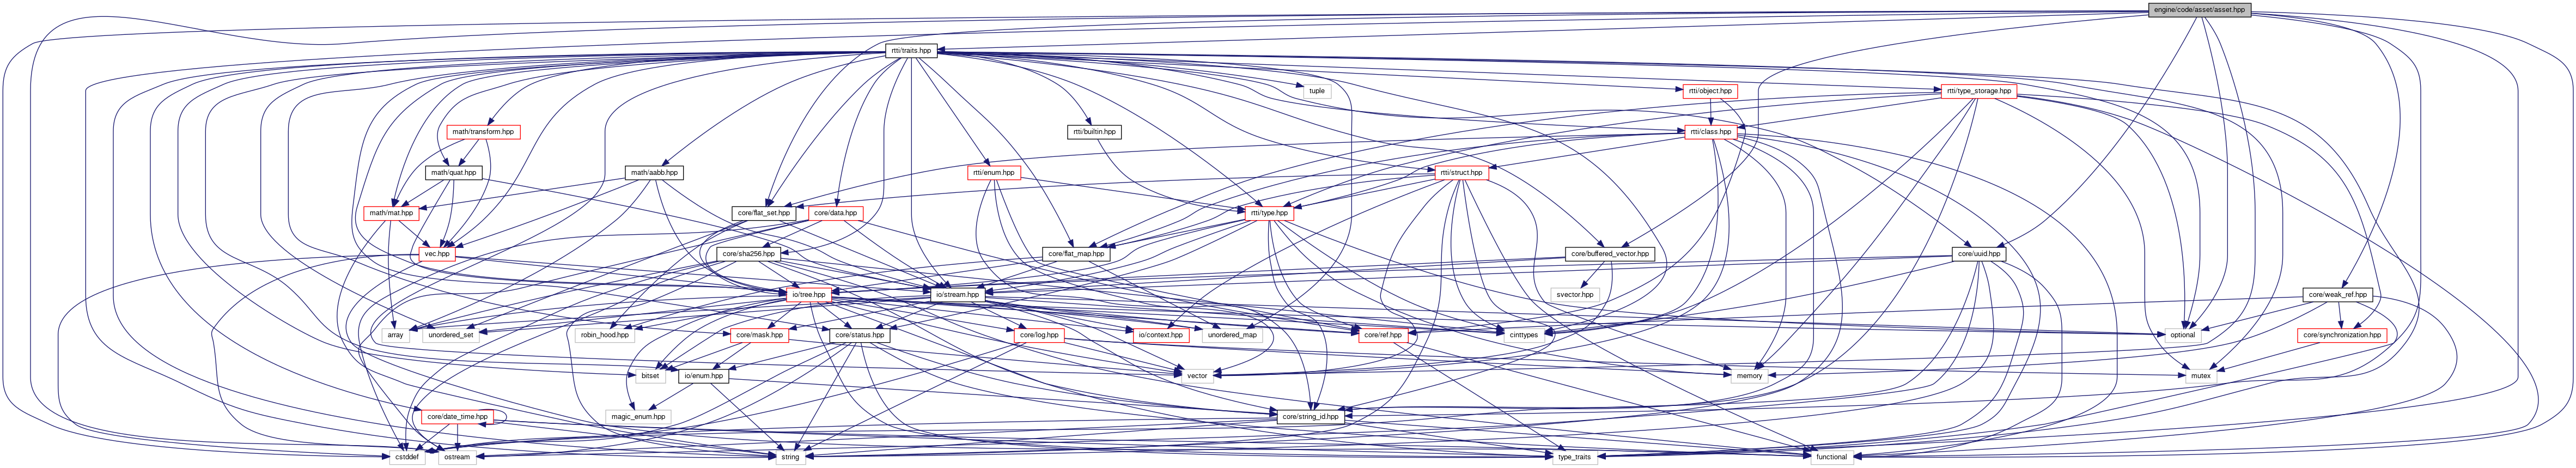 engine/code/asset/asset.hpp
rtti/traits.hpp
tuple
rtti/object.hpp
rtti/type_storage.hpp
math/transform.hpp
rtti/builtin.hpp
rtti/class.hpp
math/quat.hpp
math/aabb.hpp
rtti/enum.hpp
rtti/struct.hpp
math/mat.hpp
core/flat_set.hpp
core/data.hpp
rtti/type.hpp
vec.hpp
core/sha256.hpp
core/flat_map.hpp
core/buffered_vector.hpp
core/uuid.hpp
io/tree.hpp
io/stream.hpp
svector.hpp
core/weak_ref.hpp
array
unordered_set
robin_hood.hpp
core/mask.hpp
core/status.hpp
core/log.hpp
io/context.hpp
unordered_map
core/ref.hpp
cinttypes
optional
core/synchronization.hpp
bitset
io/enum.hpp
vector
memory
mutex
core/date_time.hpp
magic_enum.hpp
core/string_id.hpp
cstddef
ostream
string
type_traits
functional